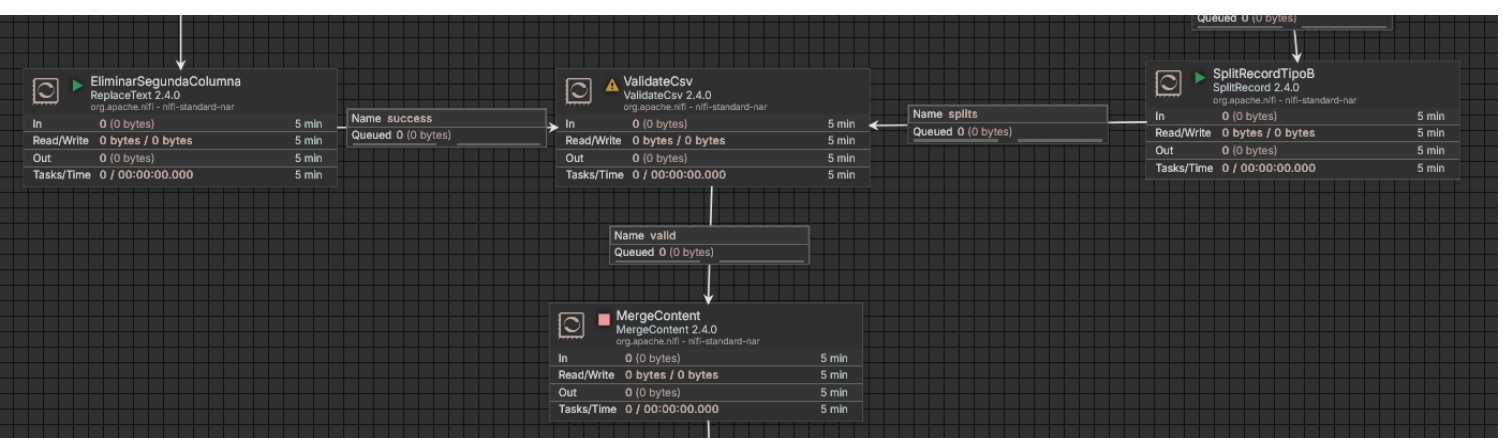 Queued 0 (0 bytes)
EliminarSegundaColumna
ReplaceText 2.4.0
org.apache.nifi - nifi-standard-nar
In 0 (0 bytes) 5 min
Read/Write 0 bytes / 0 bytes 5 min
Out 0 (0 bytes) 5 min
Tasks/Time 0 / 00:00:00.000 5 min
Name success
Queued 0 (0 bytes)
ValidateCsv
ValidateCsv 2.4.0
org.apache.nifi - nifi-standard-nar
In 0 (0 bytes) 5 min
Read/Write 0 bytes / 0 bytes 5 min
Out 0 (0 bytes) 5 min
Tasks/Time 0 / 00:00:00.000 5 min
Name splits
Queued 0 (0 bytes)
SplitRecordTipoB
SplitRecord 2.4.0
org.apache.nifi - nifi-standard-nar
In 0 (0 bytes) 5 min
Read/Write 0 bytes / 0 bytes 5 min
Out 0 (0 bytes) 5 min
Tasks/Time 0 / 00:00:00.000 5 min
Name valid
Queued 0 (0 bytes)
MergeContent
MergeContent 2.4.0
org.apache.nifi - nifi-standard-nar
In 0 (0 bytes) 5 min
Read/Write 0 bytes / 0 bytes 5 min
Out 0 (0 bytes) 5 min
Tasks/Time 0 / 00:00:00.000 5 min